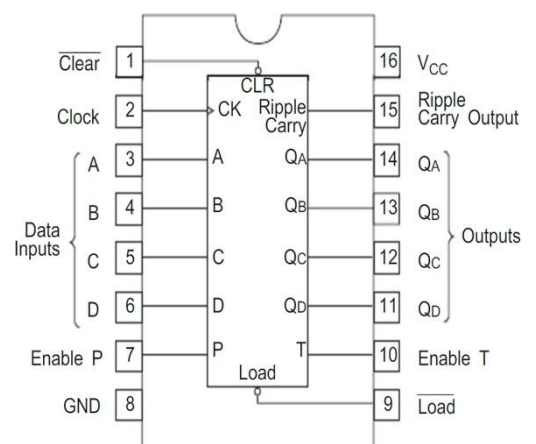 Clear 1 16 VCC
CLR
Clock 2 CK Ripple Carry 15 Ripple Carry Output
A 3 A QA 14 QA
B 4 B QB 13 QB
Data Inputs Outputs
C 5 C QC 12 QC
D 6 D QD 11 QD
Enable P 7 P T 10 Enable T
Load
GND 8 9 Load